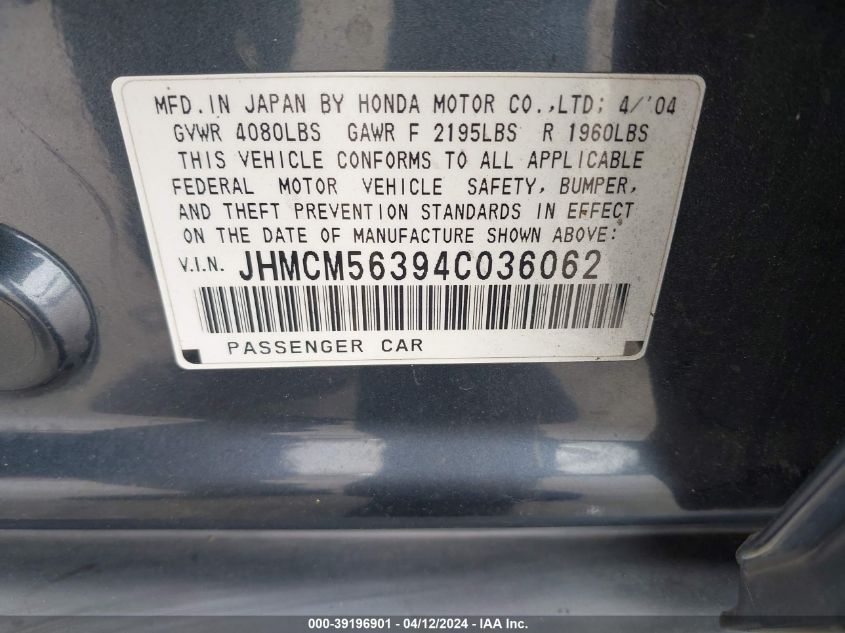 MFD. IN JAPAN BY HONDA MOTOR CO.,LTD: 4/'04
GVWR 4080LBS GAWR F 2195LBS R 1960LBS
THIS VEHICLE CONFORMS TO ALL APPLICABLE
FEDERAL MOTOR VEHICLE SAFETY, BUMPER,
AND THEFT PREVENTION STANDARDS IN EFFECT
ON THE DATE OF MANUFACTURE SHOWN ABOVE:
V.I.N. JHMCM56394C036062
PASSENGER CAR
000-39196901 - 04/12/2024 - IAA Inc.